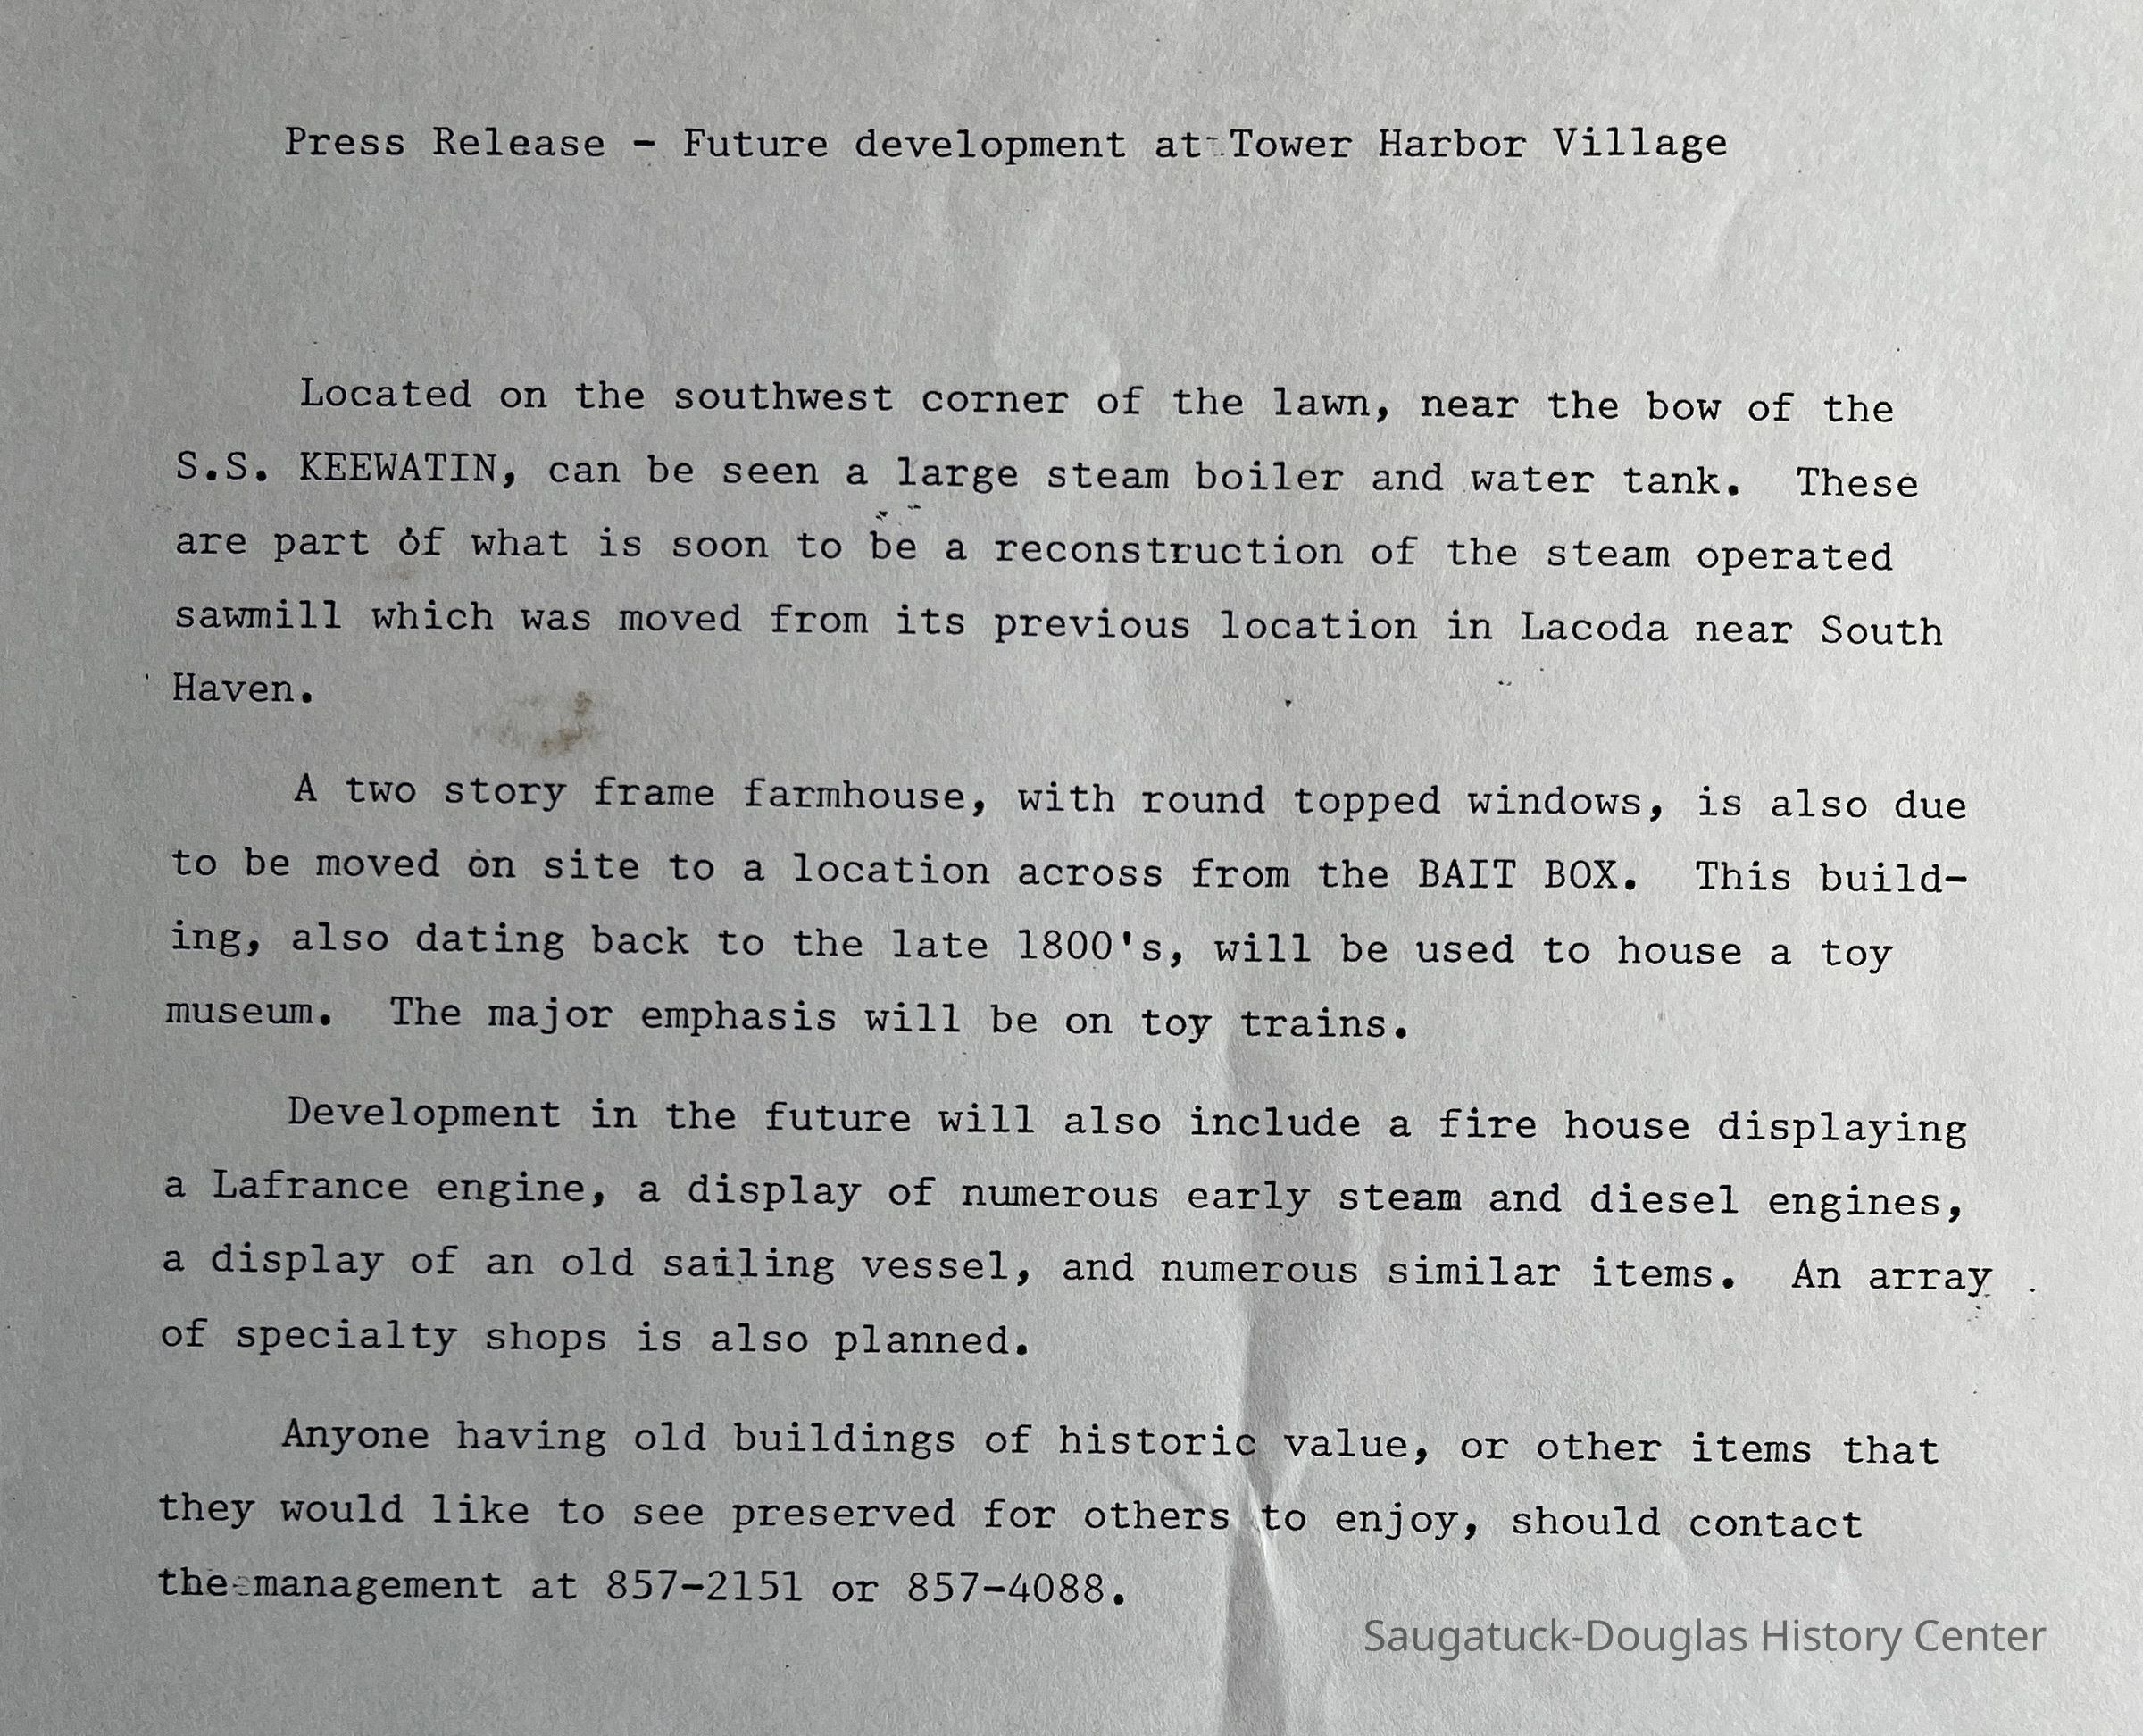 Press Release - Future development at Tower Harbor Village
Located on the southwest corner of the lawn, near the bow of the
S.S. KEEWATIN, can be seen a large steam boiler and water tank.  These
are part of what is soon to be a reconstruction of the steam operated
sawmill which was moved from its previous location in Lacoda near South
Haven.
A two story frame farmhouse, with round topped windows, is also due
to be moved on site to a location across from the BAIT BOX.  This build-
ing, also dating back to the late 1800's, will be used to house a toy
museum.  The major emphasis will be on toy trains.
Development in the future will also include a fire house displaying
a Lafrance engine, a display of numerous early steam and diesel engines,
a display of an old sailing vessel, and numerous similar items.  An array
of specialty shops is also planned.
Anyone having old buildings of historic value, or other items that
they would like to see preserved for others to enjoy, should contact
the management at 857-2151 or 857-4088.
Saugatuck-Douglas History Center